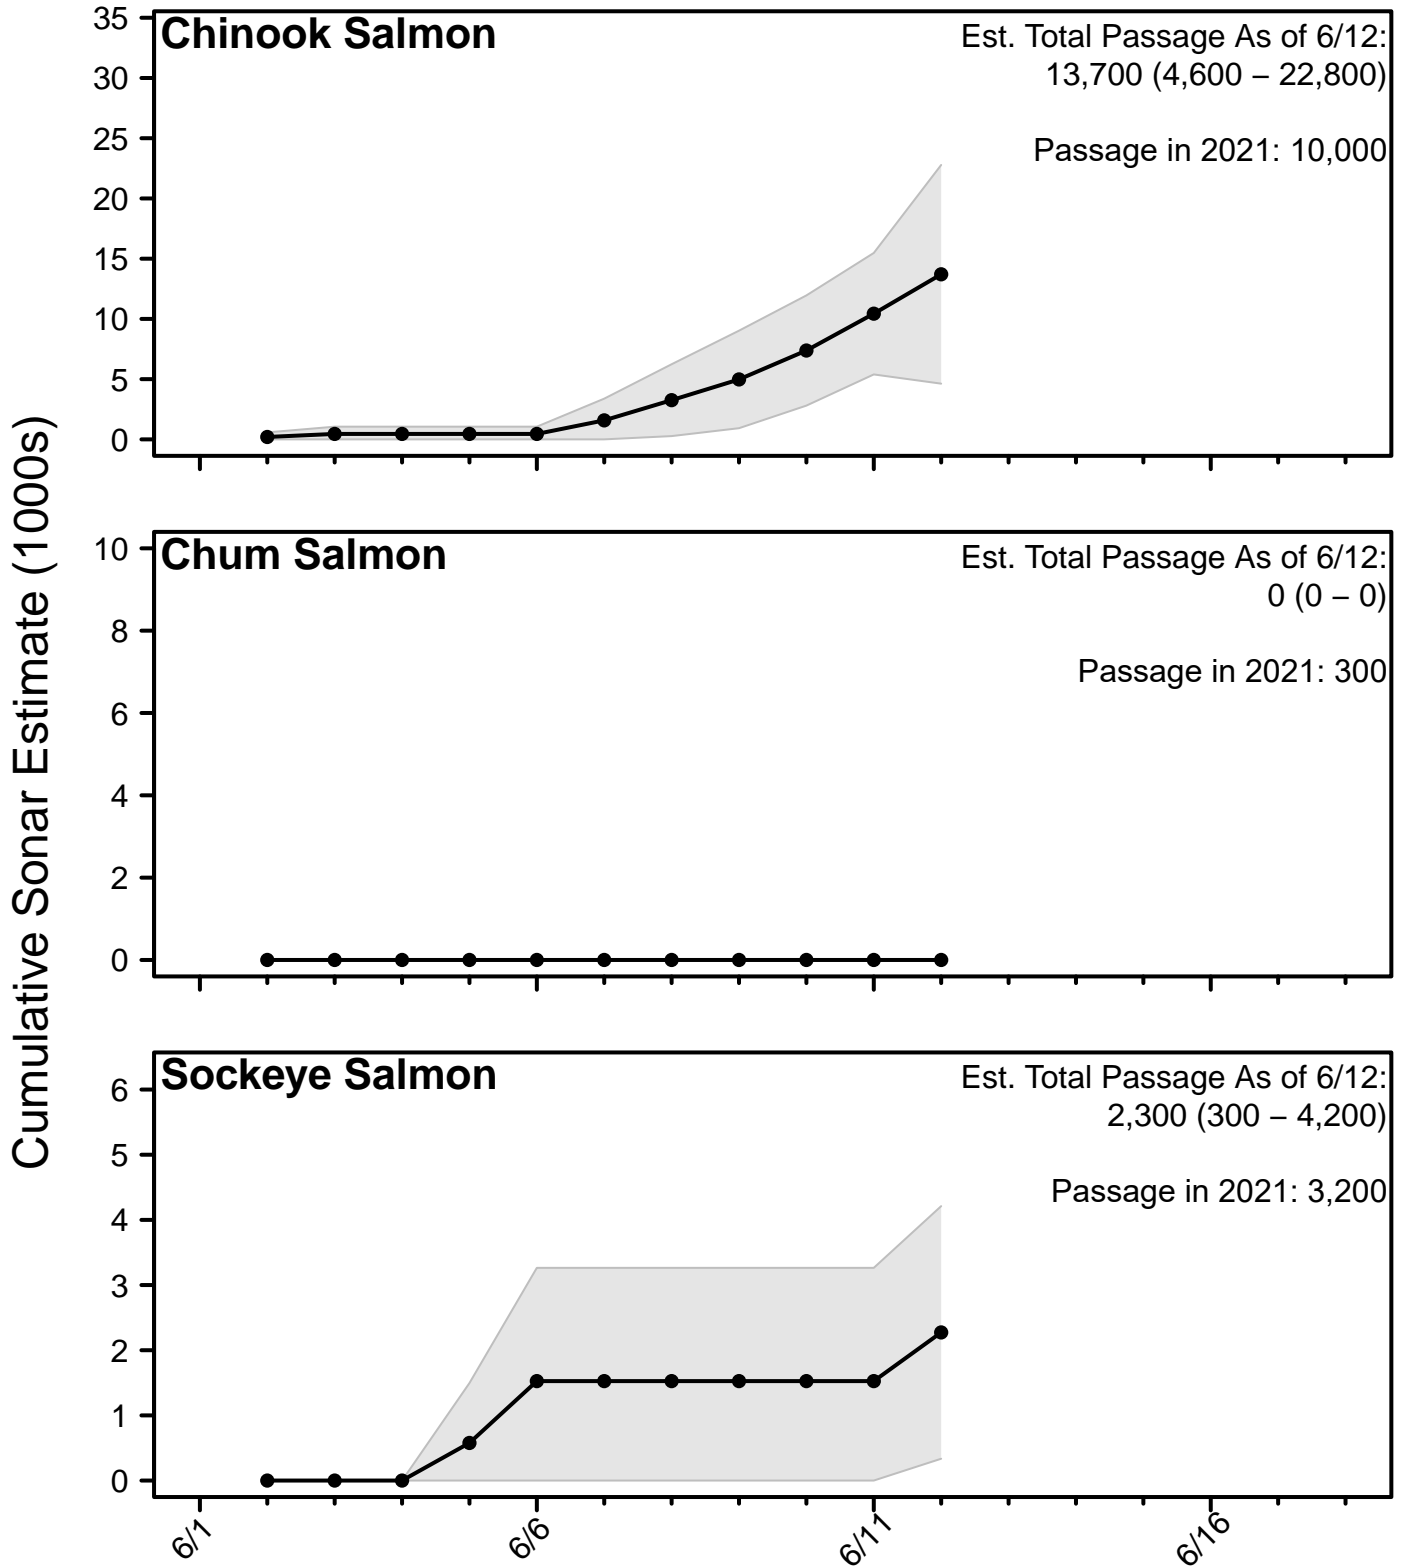 Cumulative Sonar Estimate (1000s)
Chinook Salmon
Est. Total Passage As of 6/12:
13,700 (4,600 – 22,800)
Passage in 2021: 10,000
35
30
25
20
15
10
5
0
Chum Salmon
Est. Total Passage As of 6/12:
0 (0 – 0)
Passage in 2021: 300
10
8
6
4
2
0
Sockeye Salmon
Est. Total Passage As of 6/12:
2,300 (300 – 4,200)
Passage in 2021: 3,200
6
5
4
3
2
1
0
6/1
6/6
6/11
6/16